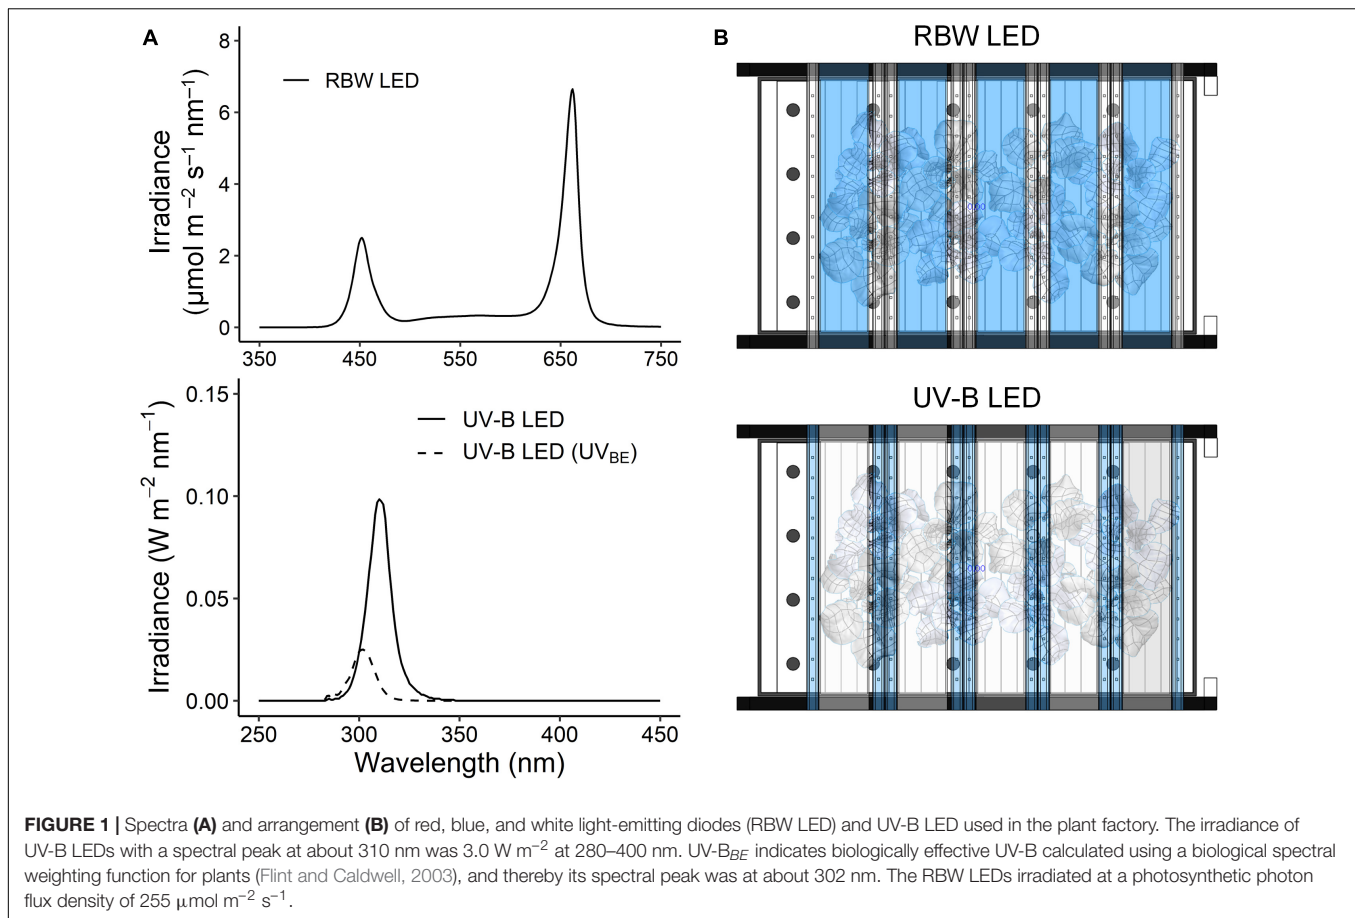 A
8
6
4
2
0
Irradiance
(μmol m⁻² s⁻¹ nm⁻¹)
RBW LED
350 450 550 650 750
0.15
0.10
0.05
0.00
Irradiance (W m⁻² nm⁻¹)
UV-B LED
UV-B LED (UV_BE)
250 300 350 400 450
Wavelength (nm)
B
RBW LED
0.00
UV-B LED
0.00
FIGURE 1 | Spectra (A) and arrangement (B) of red, blue, and white light-emitting diodes (RBW LED) and UV-B LED used in the plant factory. The irradiance of
UV-B LEDs with a spectral peak at about 310 nm was 3.0 W m⁻² at 280–400 nm. UV-B_BE indicates biologically effective UV-B calculated using a biological spectral
weighting function for plants (Flint and Caldwell, 2003), and thereby its spectral peak was at about 302 nm. The RBW LEDs irradiated at a photosynthetic photon
flux density of 255 μmol m⁻² s⁻¹.